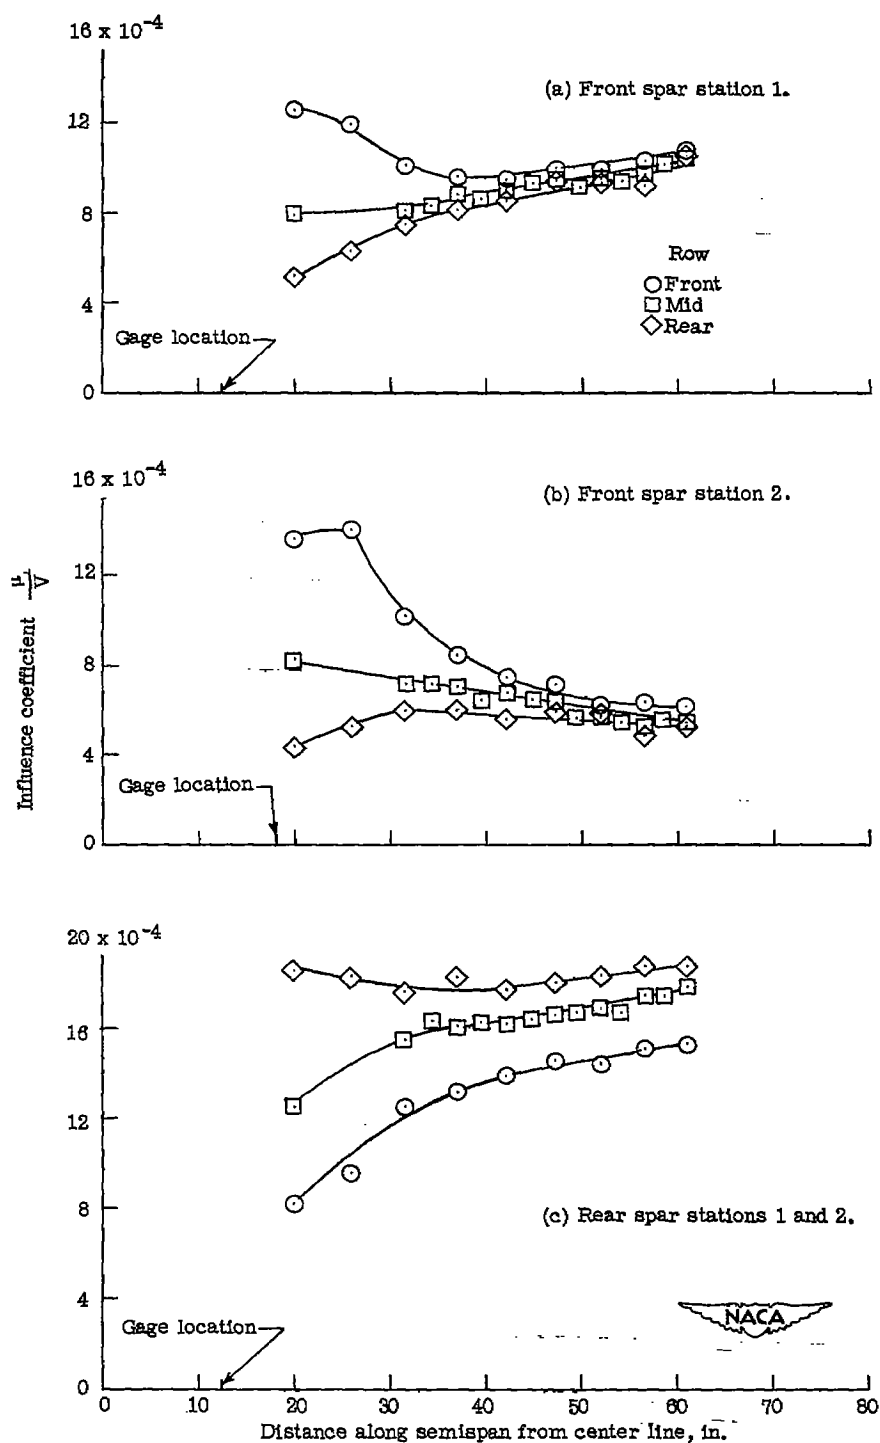 16 x 10⁻⁴
(a) Front spar station 1.
12
8
Row
Front
Mid
Rear
4
Gage location
0
16 x 10⁻⁴
(b) Front spar station 2.
12
Influence coefficient μ/V
8
4
Gage location
0
20 x 10⁻⁴
16
12
8
(c) Rear spar stations 1 and 2.
4
NACA
Gage location
0
0 10 20 30 40 50 60 70 80
Distance along semispan from center line, in.